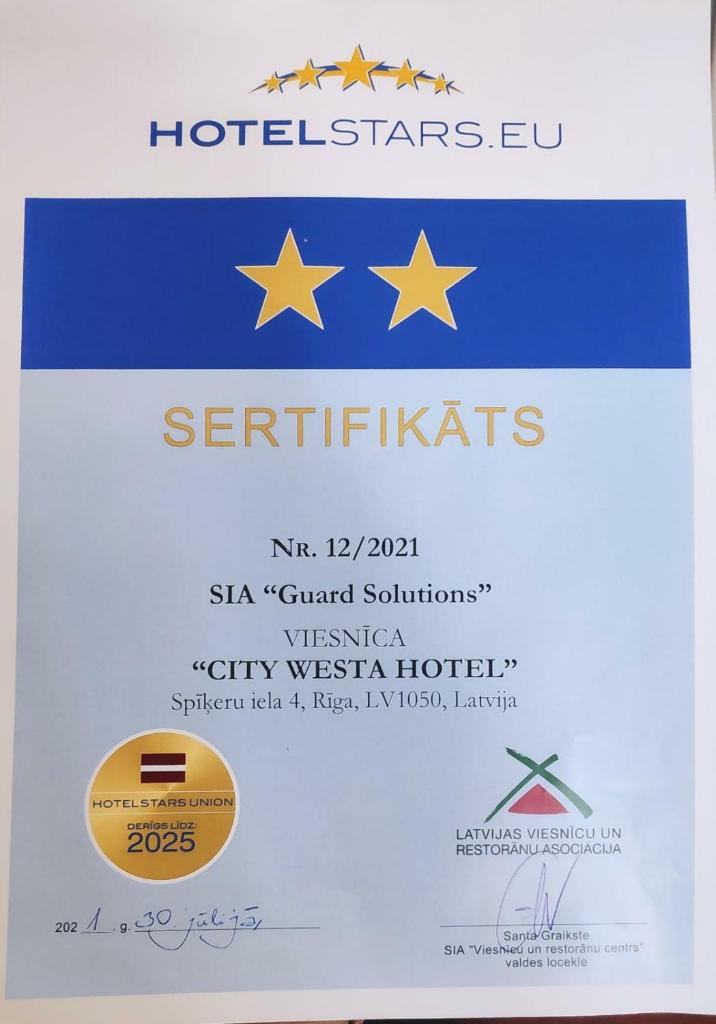 HOTELSTARS.EU
SERTIFIKĀTS
NR. 12/2021
SIA “Guard Solutions”
VIESNĪCA
“CITY WESTA HOTEL”
Spīķeru iela 4, Rīga, LV1050, Latvija
HOTELSTARS UNION
DERĪGS LĪDZ:
2025
LATVIJAS VIESNĪCU UN
RESTORĀNU ASOCIĀCIJA
2021. g. 30. jūlijā,
Santa Graikste
SIA "Viesnīcu un restorānu centrs"
valdes locekle